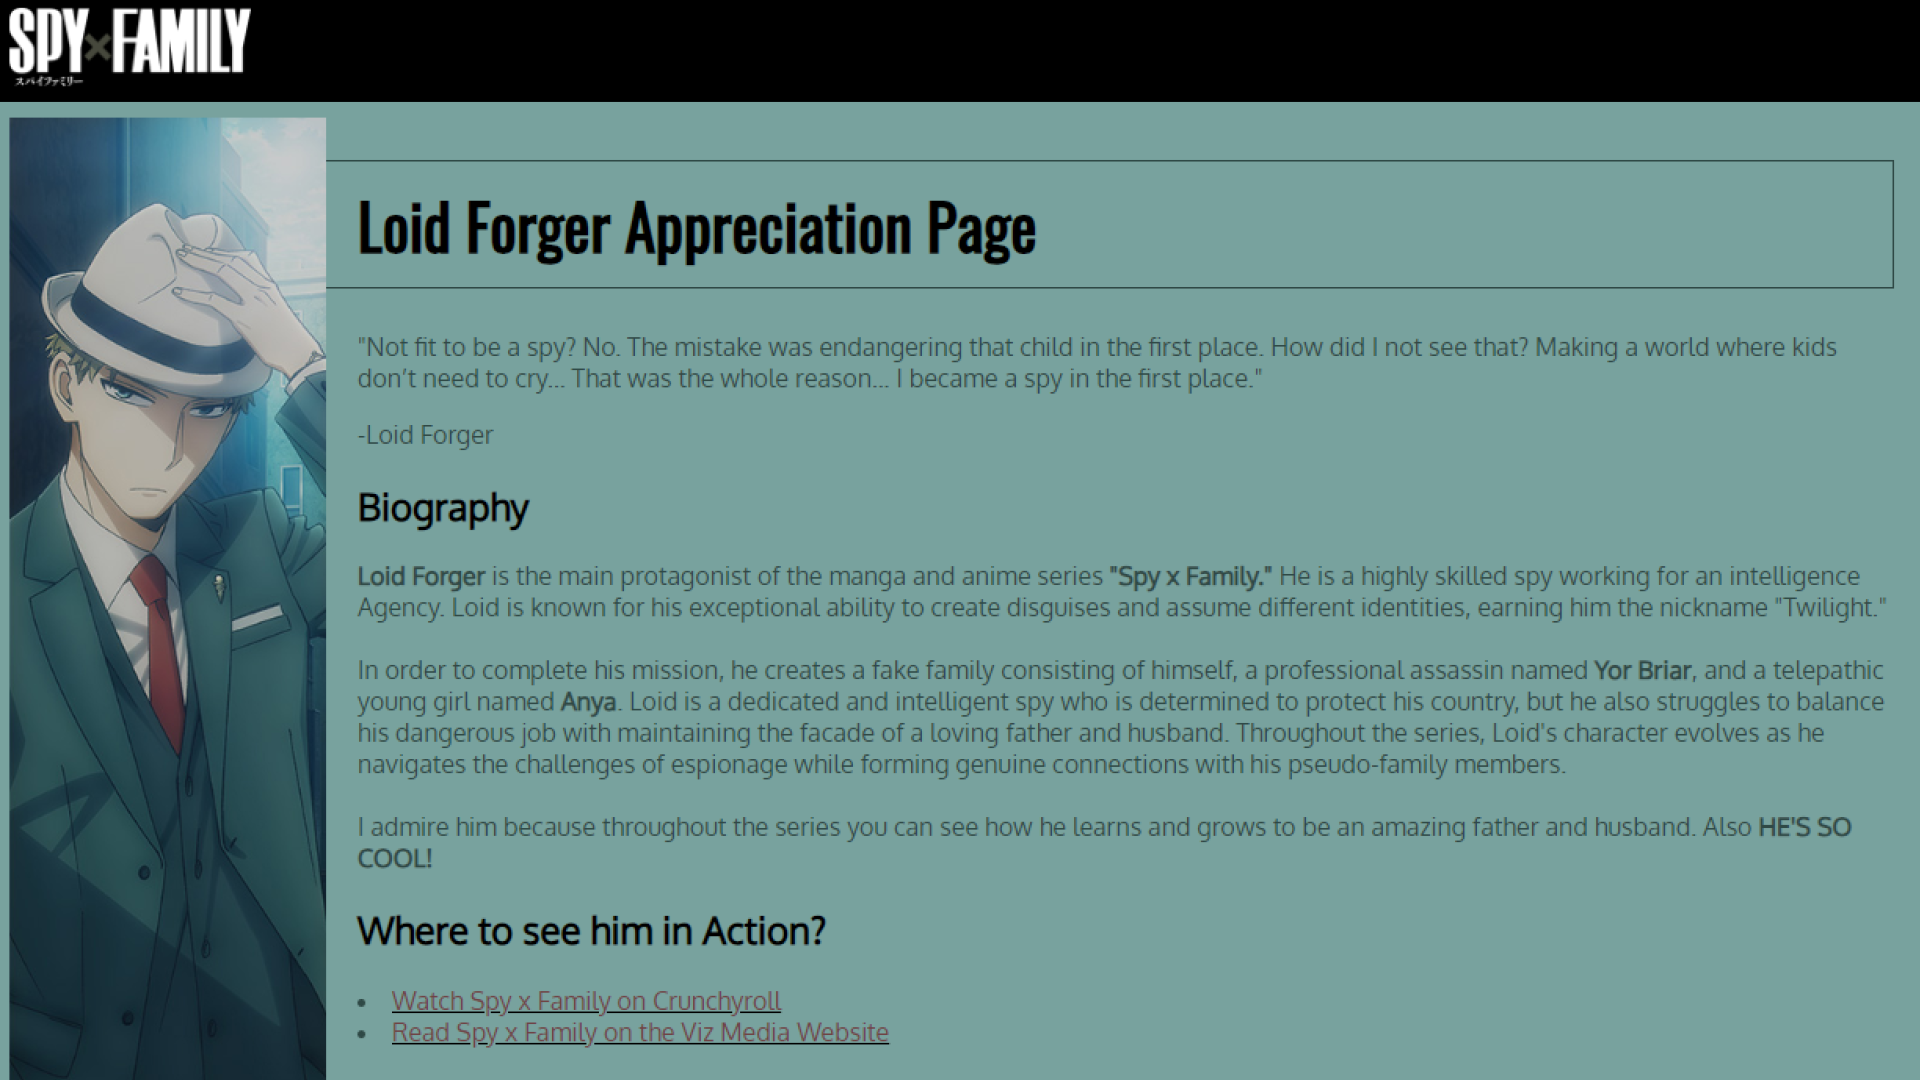 SPY×FAMILY
スパイファミリー
Loid Forger Appreciation Page
"Not fit to be a spy? No. The mistake was endangering that child in the first place. How did I not see that? Making a world where kids
don’t need to cry... That was the whole reason... I became a spy in the first place."
-Loid Forger
Biography
Loid Forger is the main protagonist of the manga and anime series "Spy x Family." He is a highly skilled spy working for an intelligence
Agency. Loid is known for his exceptional ability to create disguises and assume different identities, earning him the nickname "Twilight."
In order to complete his mission, he creates a fake family consisting of himself, a professional assassin named Yor Briar, and a telepathic
young girl named Anya. Loid is a dedicated and intelligent spy who is determined to protect his country, but he also struggles to balance
his dangerous job with maintaining the facade of a loving father and husband. Throughout the series, Loid's character evolves as he
navigates the challenges of espionage while forming genuine connections with his pseudo-family members.
I admire him because throughout the series you can see how he learns and grows to be an amazing father and husband. Also HE'S SO
COOL!
Where to see him in Action?
• Watch Spy x Family on Crunchyroll
• Read Spy x Family on the Viz Media Website